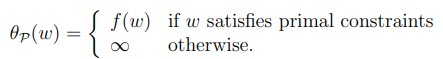 θ_P(w) = { f(w) if w satisfies primal constraints
∞ otherwise.